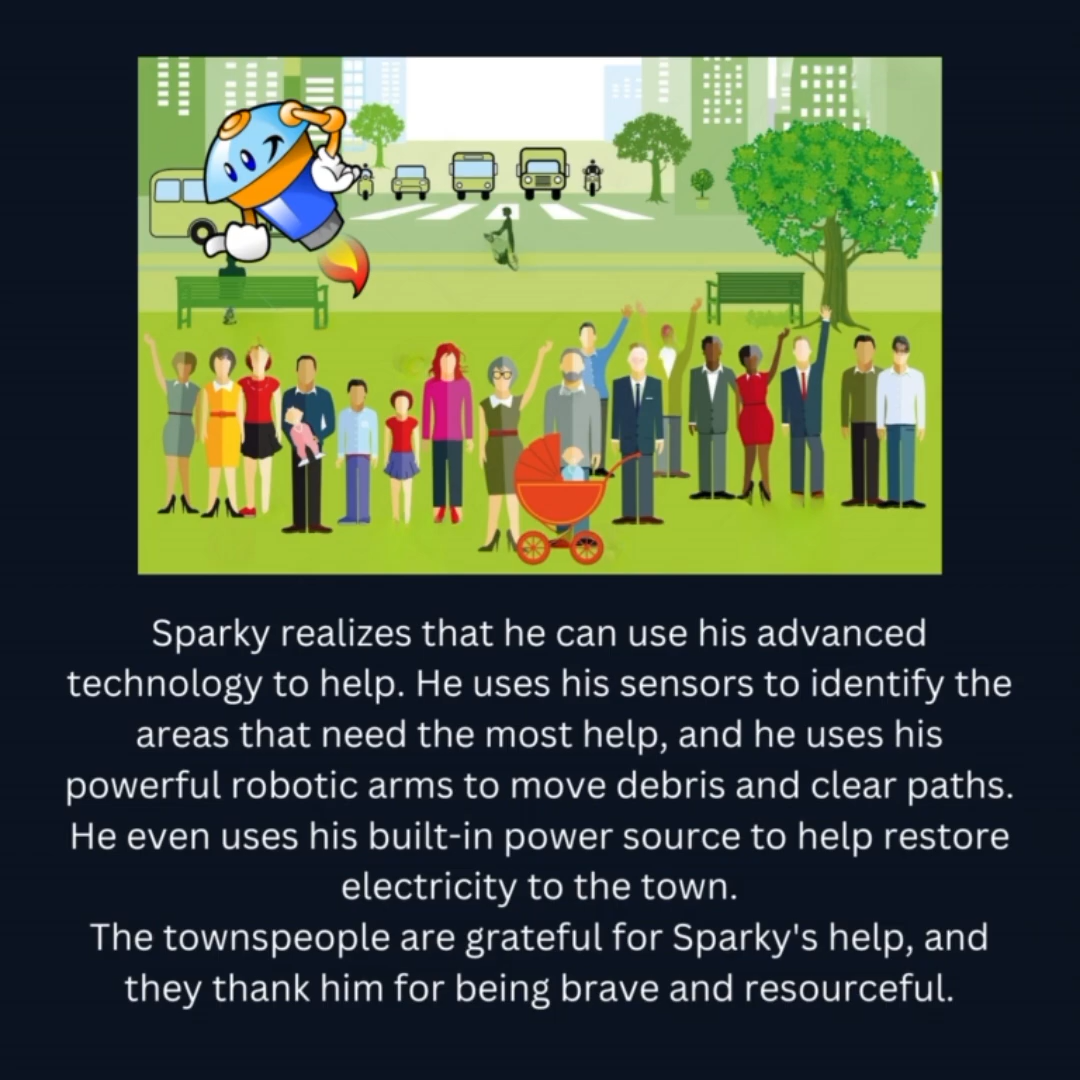 Sparky realizes that he can use his advanced
technology to help. He uses his sensors to identify the
areas that need the most help, and he uses his
powerful robotic arms to move debris and clear paths.
He even uses his built-in power source to help restore
electricity to the town.
The townspeople are grateful for Sparky's help, and
they thank him for being brave and resourceful.